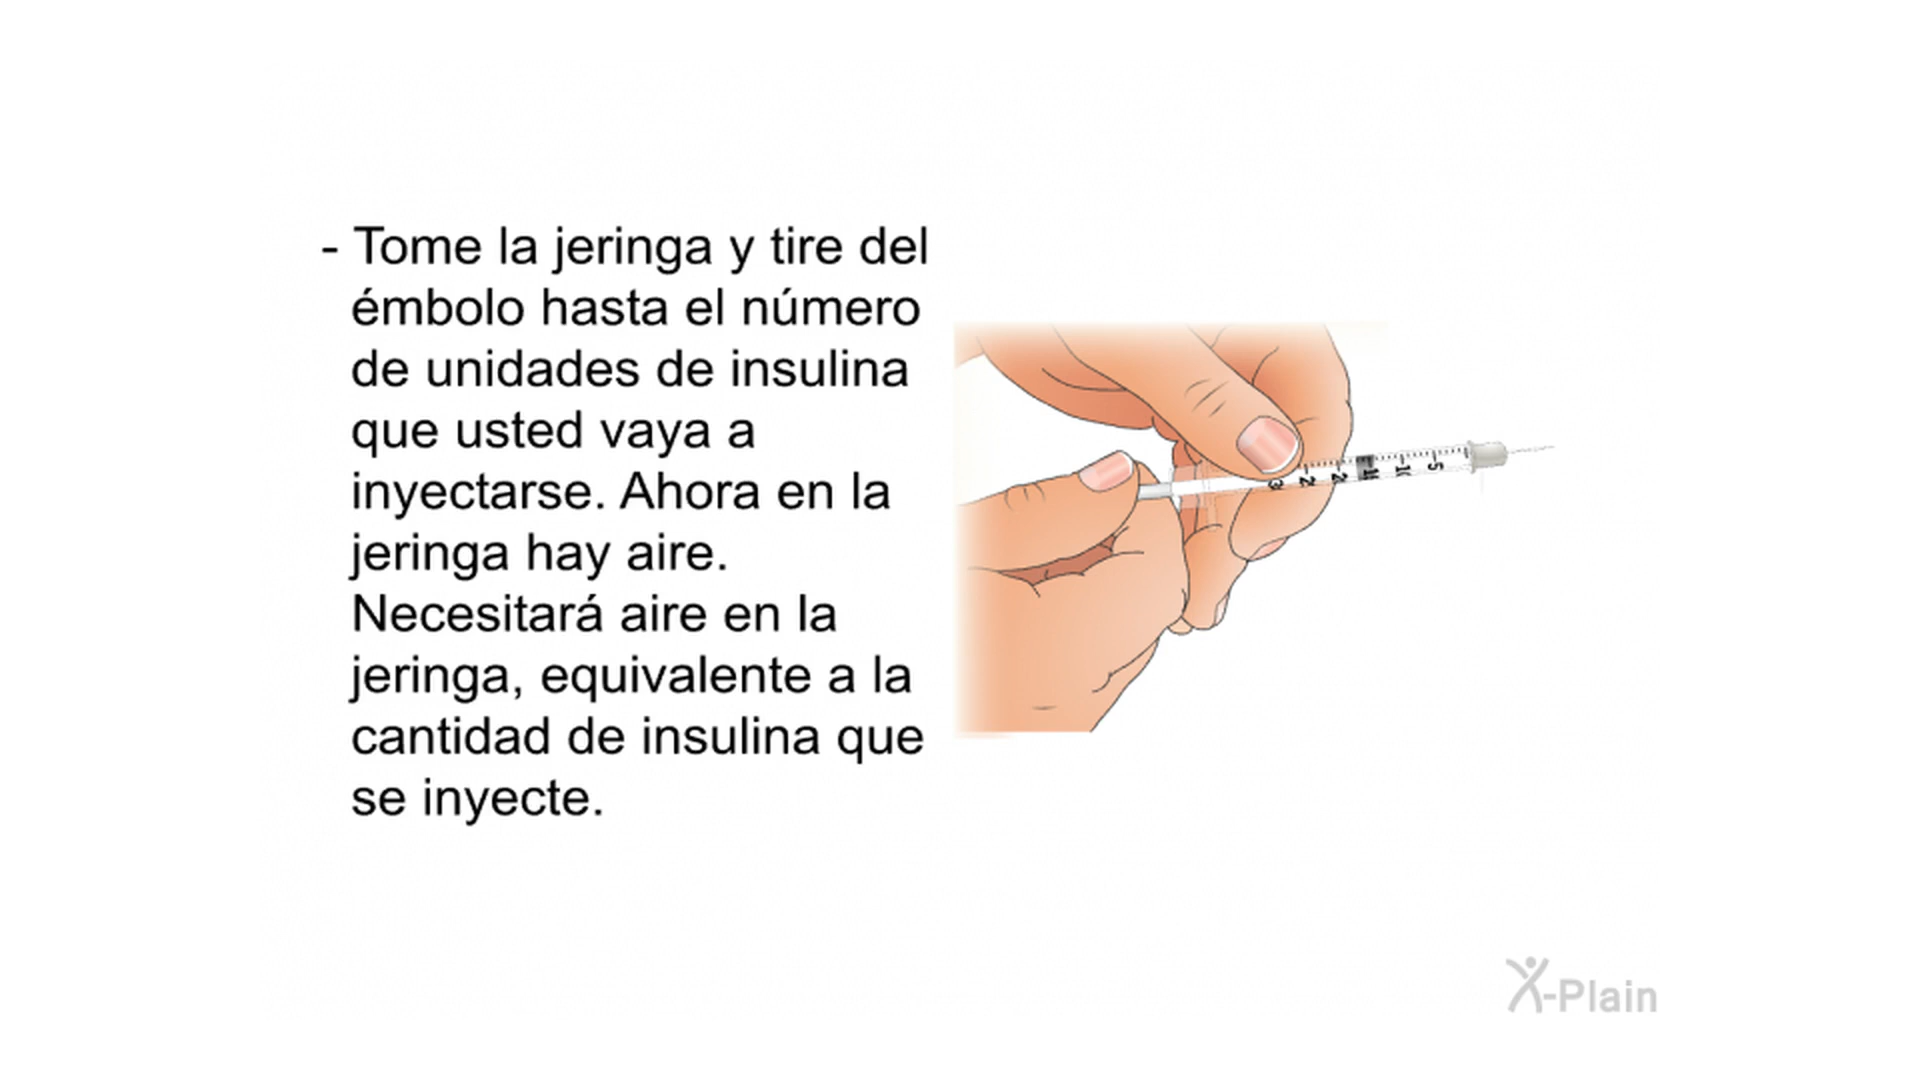 - Tome la jeringa y tire del
émbolo hasta el número
de unidades de insulina
que usted vaya a
inyectarse. Ahora en la
jeringa hay aire.
Necesitará aire en la
jeringa, equivalente a la
cantidad de insulina que
se inyecte.
5
X-Plain